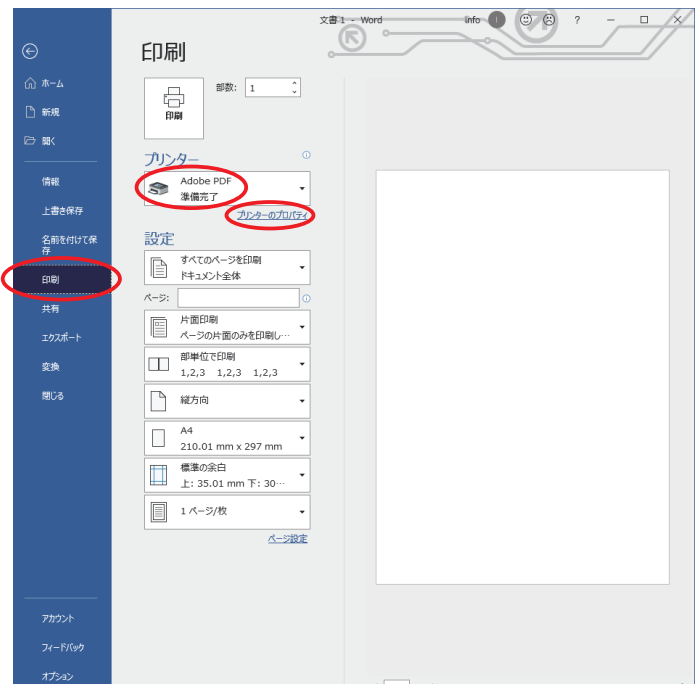 文書1 - Word
info
I
?
印刷
ホーム
新規
開く
情報
上書き保存
名前を付けて保
存
印刷
共有
エクスポート
変換
閉じる
アカウント
フィードバック
オプション
部数: 1
印刷
プリンター
Adobe PDF
準備完了
プリンターのプロパティ
設定
すべてのページを印刷
ドキュメント全体
ページ:
片面印刷
ページの片面のみを印刷し…
部単位で印刷
1,2,3 1,2,3 1,2,3
縦方向
A4
210.01 mm x 297 mm
標準の余白
上: 35.01 mm 下: 30…
1 ページ/枚
ページ設定